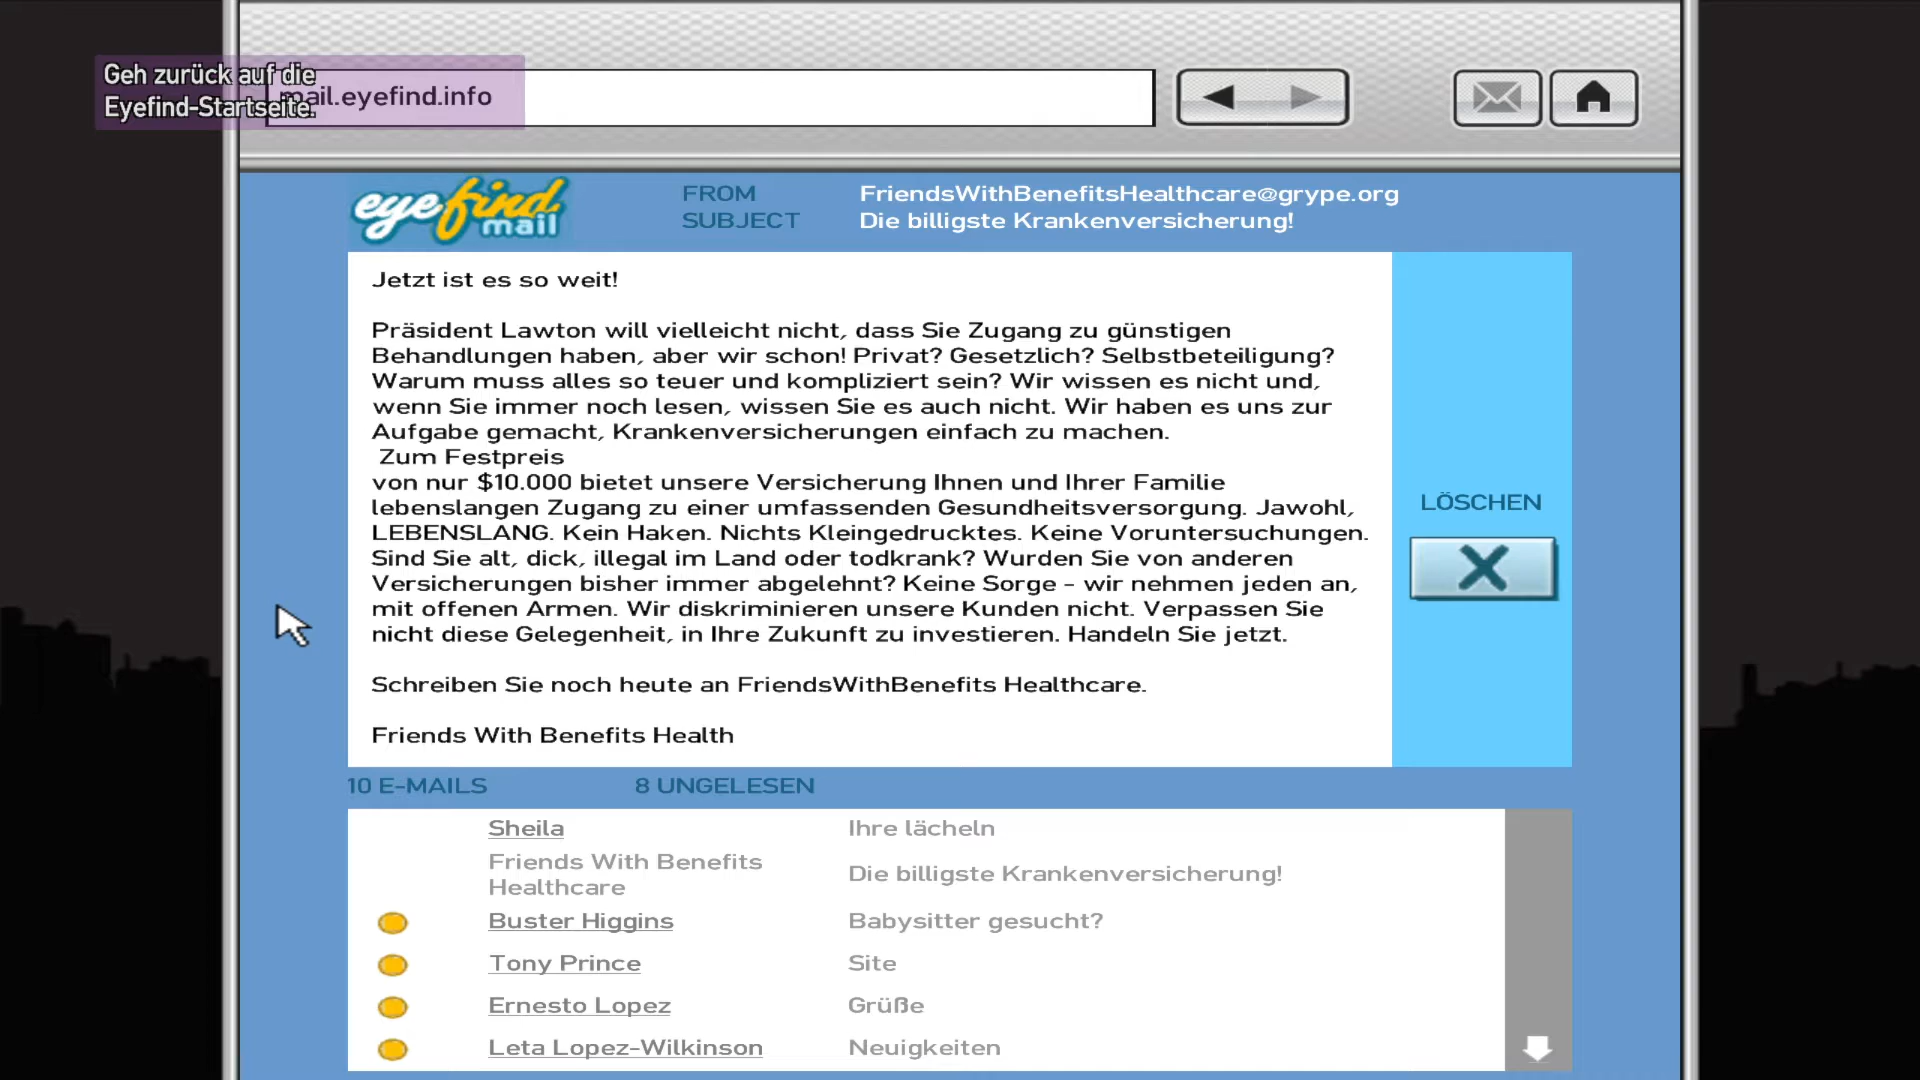 Geh zurück auf die
Eyefind-Startseite.
mail.eyefind.info
eyefind
mail
FROM FriendsWithBenefitsHealthcare@grype.org
SUBJECT Die billigste Krankenversicherung!
Jetzt ist es so weit!
Präsident Lawton will vielleicht nicht, dass Sie Zugang zu günstigen
Behandlungen haben, aber wir schon! Privat? Gesetzlich? Selbstbeteiligung?
Warum muss alles so teuer und kompliziert sein? Wir wissen es nicht und,
wenn Sie immer noch lesen, wissen Sie es auch nicht. Wir haben es uns zur
Aufgabe gemacht, Krankenversicherungen einfach zu machen.
Zum Festpreis
von nur $10.000 bietet unsere Versicherung Ihnen und Ihrer Familie
lebenslangen Zugang zu einer umfassenden Gesundheitsversorgung. Jawohl,
LEBENSLANG. Kein Haken. Nichts Kleingedrucktes. Keine Voruntersuchungen.
Sind Sie alt, dick, illegal im Land oder todkrank? Wurden Sie von anderen
Versicherungen bisher immer abgelehnt? Keine Sorge – wir nehmen jeden an,
mit offenen Armen. Wir diskriminieren unsere Kunden nicht. Verpassen Sie
nicht diese Gelegenheit, in Ihre Zukunft zu investieren. Handeln Sie jetzt.
Schreiben Sie noch heute an FriendsWithBenefits Healthcare.
Friends With Benefits Health
LÖSCHEN
10 E-MAILS 8 UNGELESEN
Sheila Ihre lächeln
Friends With Benefits
Healthcare Die billigste Krankenversicherung!
Buster Higgins Babysitter gesucht?
Tony Prince Site
Ernesto Lopez Grüße
Leta Lopez-Wilkinson Neuigkeiten